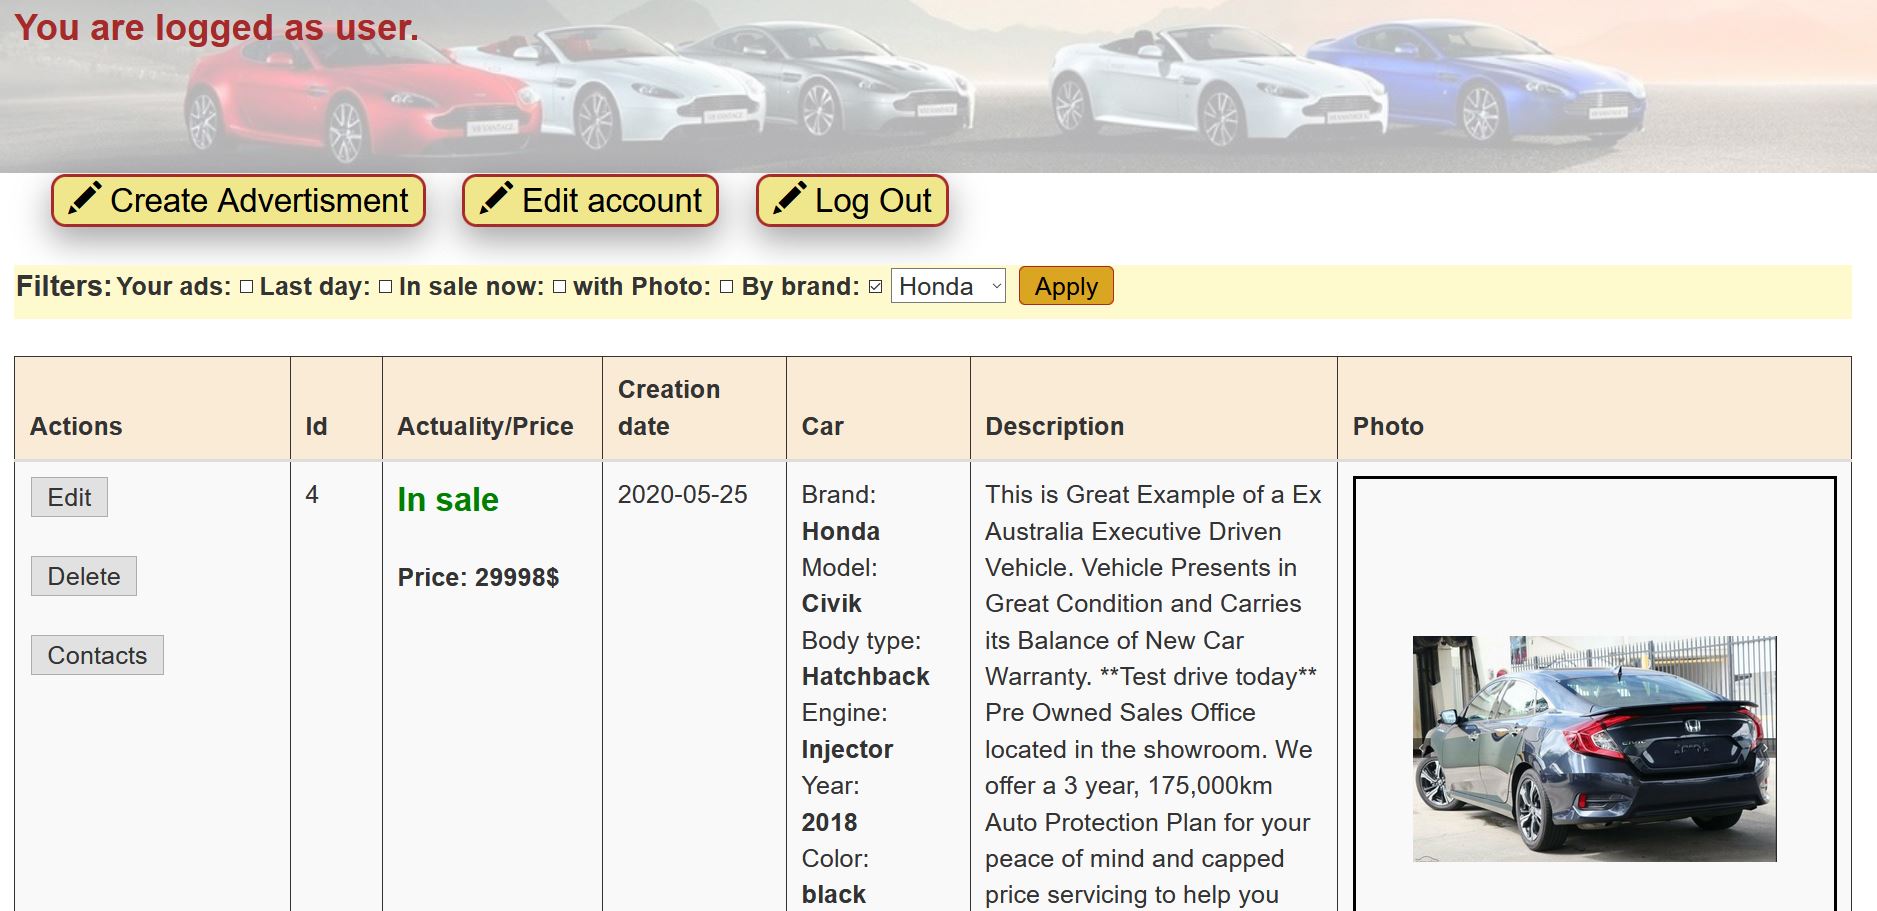 You are logged as user.
Create Advertisment
Edit account
Log Out
Filters: Your ads: Last day: In sale now: with Photo: By brand: Honda Apply
Actions
Id
Actuality/Price
Creation
date
Car
Description
Photo
Edit
Delete
Contacts
4
In sale
Price: 29998$
2020-05-25
Brand:
Honda
Model:
Civik
Body type:
Hatchback
Engine:
Injector
Year:
2018
Color:
black
This is Great Example of a Ex
Australia Executive Driven
Vehicle. Vehicle Presents in
Great Condition and Carries
its Balance of New Car
Warranty. **Test drive today**
Pre Owned Sales Office
located in the showroom. We
offer a 3 year, 175,000km
Auto Protection Plan for your
peace of mind and capped
price servicing to help you